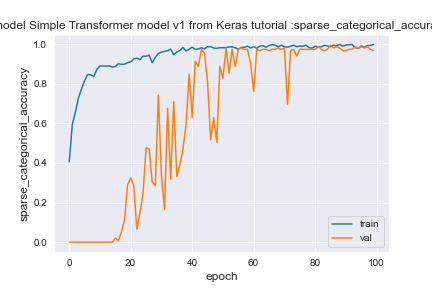 model Simple Transformer model v1 from Keras tutorial :sparse_categorical_accura
1.0
0.8
0.6
0.4
0.2
0.0
sparse_categorical_accuracy
0 20 40 60 80 100
epoch
train
val